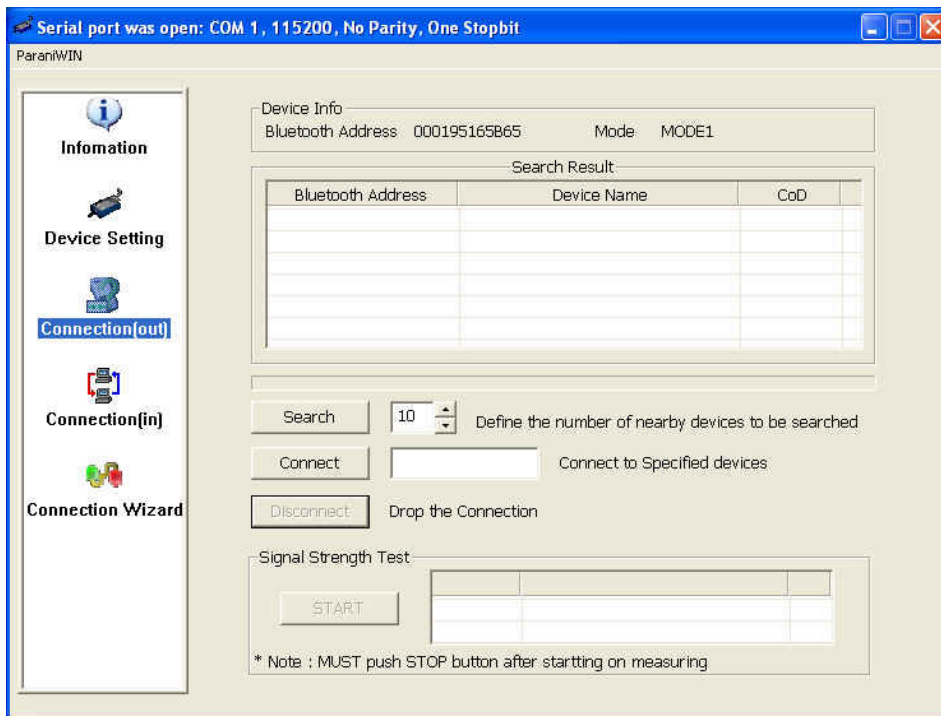 Serial port was open: COM 1, 115200, No Parity, One Stopbit
ParaniWIN
Infomation
Device Setting
Connection(out)
Connection(in)
Connection Wizard
Device Info
Bluetooth Address 000195165B65 Mode MODE1
Search Result
Bluetooth Address Device Name CoD
Search 10 Define the number of nearby devices to be searched
Connect Connect to Specified devices
Disconnect Drop the Connection
Signal Strength Test
START
* Note : MUST push STOP button after startting on measuring